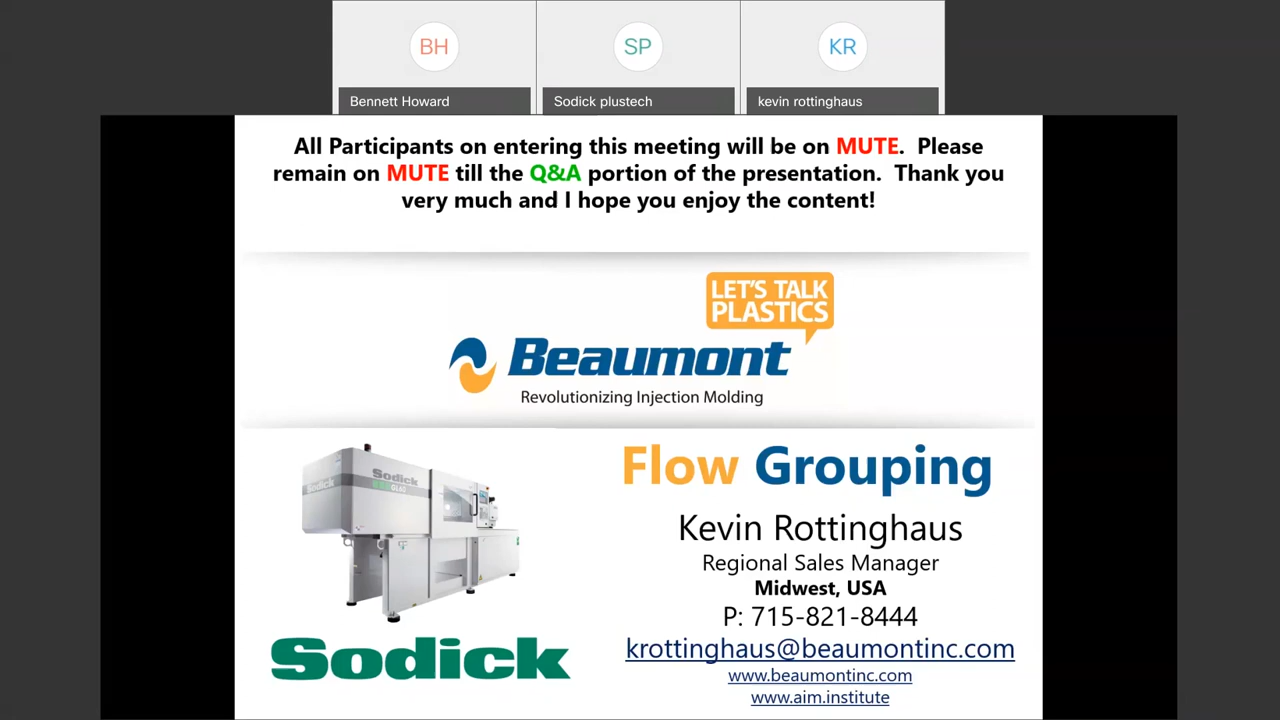 BH
SP
KR
Bennett Howard
Sodick plustech
kevin rottinghaus
All Participants on entering this meeting will be on MUTE. Please
remain on MUTE till the Q&A portion of the presentation. Thank you
very much and I hope you enjoy the content!
LET'S TALK
PLASTICS
Beaumont
Revolutionizing Injection Molding
Sodick
Sodick
Flow Grouping
Kevin Rottinghaus
Regional Sales Manager
Midwest, USA
P: 715-821-8444
krottinghaus@beaumontinc.com
www.beaumontinc.com
www.aim.institute
Sodick